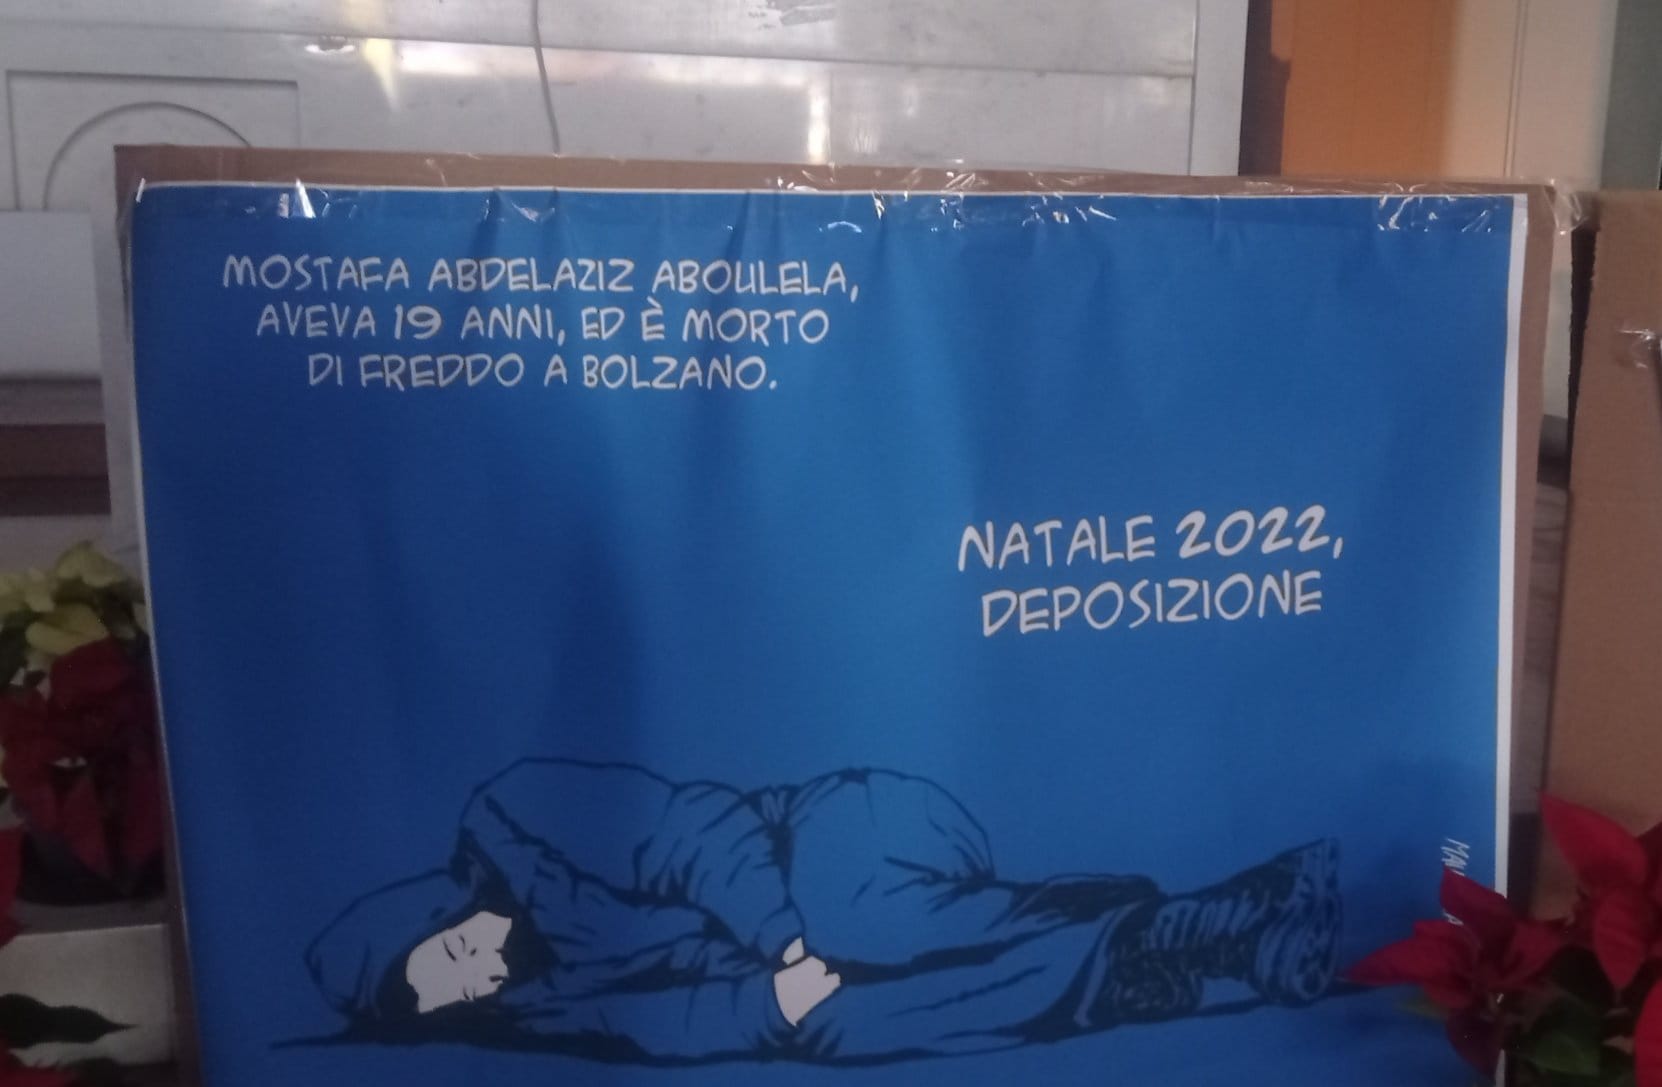 MOSTAFA ABDELAZIZ ABOULELA,
AVEVA 19 ANNI, ED È MORTO
DI FREDDO A BOLZANO.
NATALE 2022,
DEPOSIZIONE